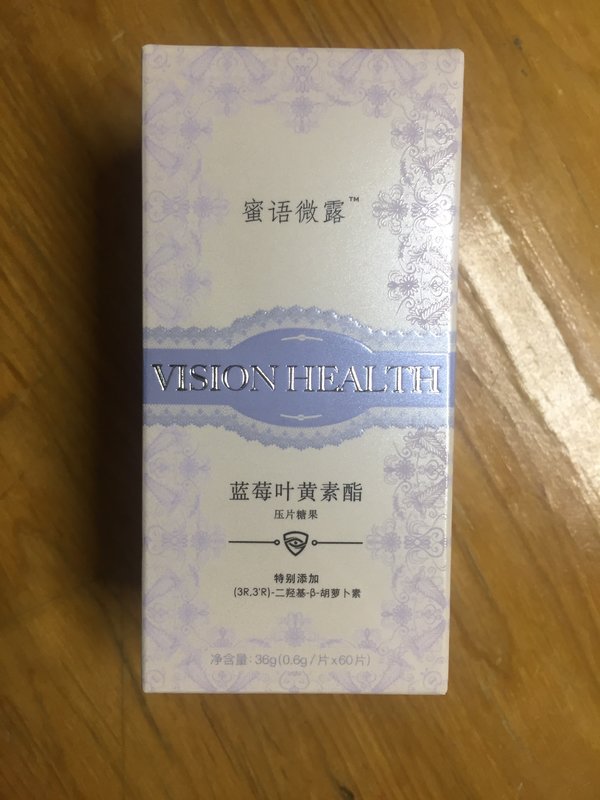 蜜语微露™
VISION HEALTH
蓝莓叶黄素酯
压片糖果
特别添加
(3R,3'R)-二羟基-β-胡萝卜素
净含量: 36g(0.6g/片x60片)